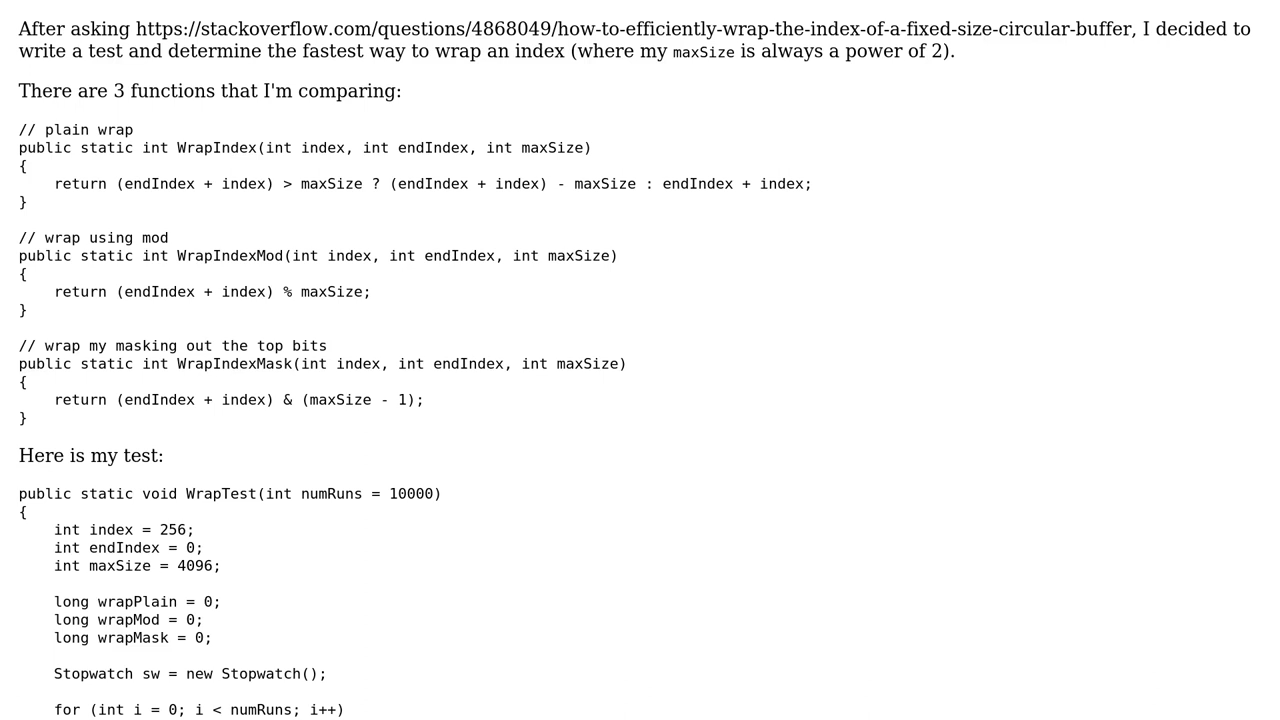 After asking https://stackoverflow.com/questions/4868049/how-to-efficiently-wrap-the-index-of-a-fixed-size-circular-buffer, I decided to
write a test and determine the fastest way to wrap an index (where my maxSize is always a power of 2).
There are 3 functions that I'm comparing:
// plain wrap
public static int WrapIndex(int index, int endIndex, int maxSize)
{
    return (endIndex + index) > maxSize ? (endIndex + index) - maxSize : endIndex + index;
}
// wrap using mod
public static int WrapIndexMod(int index, int endIndex, int maxSize)
{
    return (endIndex + index) % maxSize;
}
// wrap my masking out the top bits
public static int WrapIndexMask(int index, int endIndex, int maxSize)
{
    return (endIndex + index) & (maxSize - 1);
}
Here is my test:
public static void WrapTest(int numRuns = 10000)
{
    int index = 256;
    int endIndex = 0;
    int maxSize = 4096;
    long wrapPlain = 0;
    long wrapMod = 0;
    long wrapMask = 0;
    Stopwatch sw = new Stopwatch();
    for (int i = 0; i < numRuns; i++)